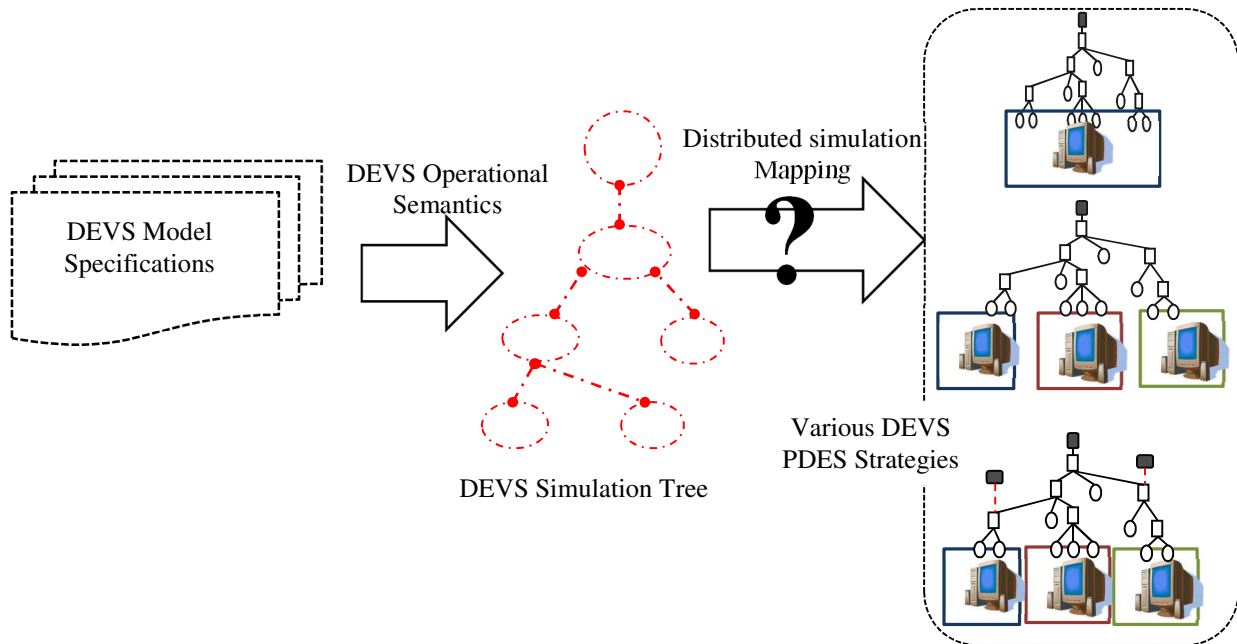 DEVS Model
Specifications
DEVS Operational
Semantics
DEVS Simulation Tree
Distributed simulation
Mapping
?
Various DEVS
PDES Strategies